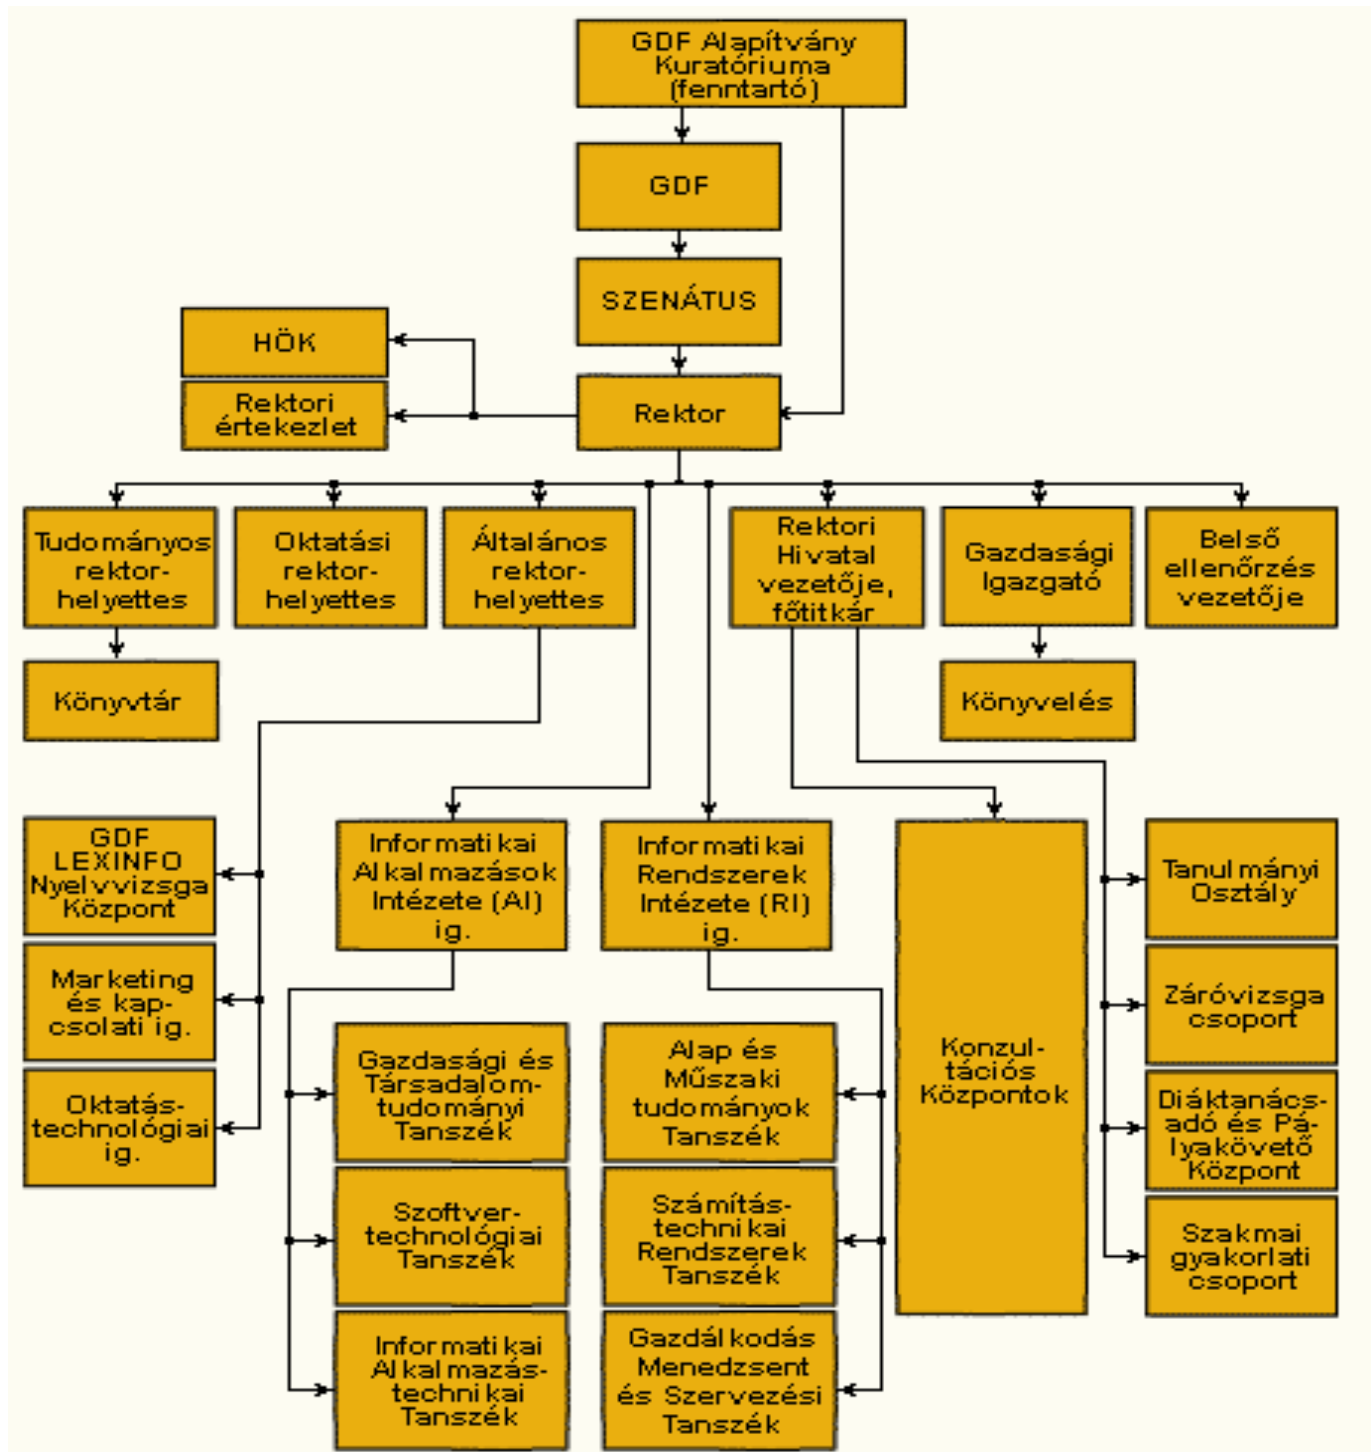 GDF Alapítvány
Kuratóriuma
(fenntartó)
GDF
SZENÁTUS
HÖK
Rektori
értekezlet
Rektor
Tudományos
rektor-
helyettes
Oktatási
rektor-
helyettes
Általános
rektor-
helyettes
Rektori
Hivatal
vezetője,
főtitkár
Gazdasági
Igazgató
Belső
ellenőrzés
vezetője
Könyvtár
Könyvelés
GDF
LEXINFO
Nyelvvizsga
Központ
Marketing
és kap-
csolati ig.
Oktatás-
technológiai
ig.
Informatikai
Alkalmazások
Intézete (AI)
ig.
Informatikai
Rendszerek
Intézete (RI)
ig.
Gazdasági és
Társadalom-
tudományi
Tanszék
Szoftver-
technológiai
Tanszék
Informatikai
Alkalmazás-
technikai
Tanszék
Alap és
Műszaki
tudományok
Tanszék
Számítás-
technikai
Rendszerek
Tanszék
Gazdálkodás
Menedzsent
és Szervezési
Tanszék
Konzul-
tációs
Központok
Tanulmányi
Osztály
Záróvizsga
csoport
Diáktanács-
adó és Pá-
lyakövető
Központ
Szakmai
gyakorlati
csoport